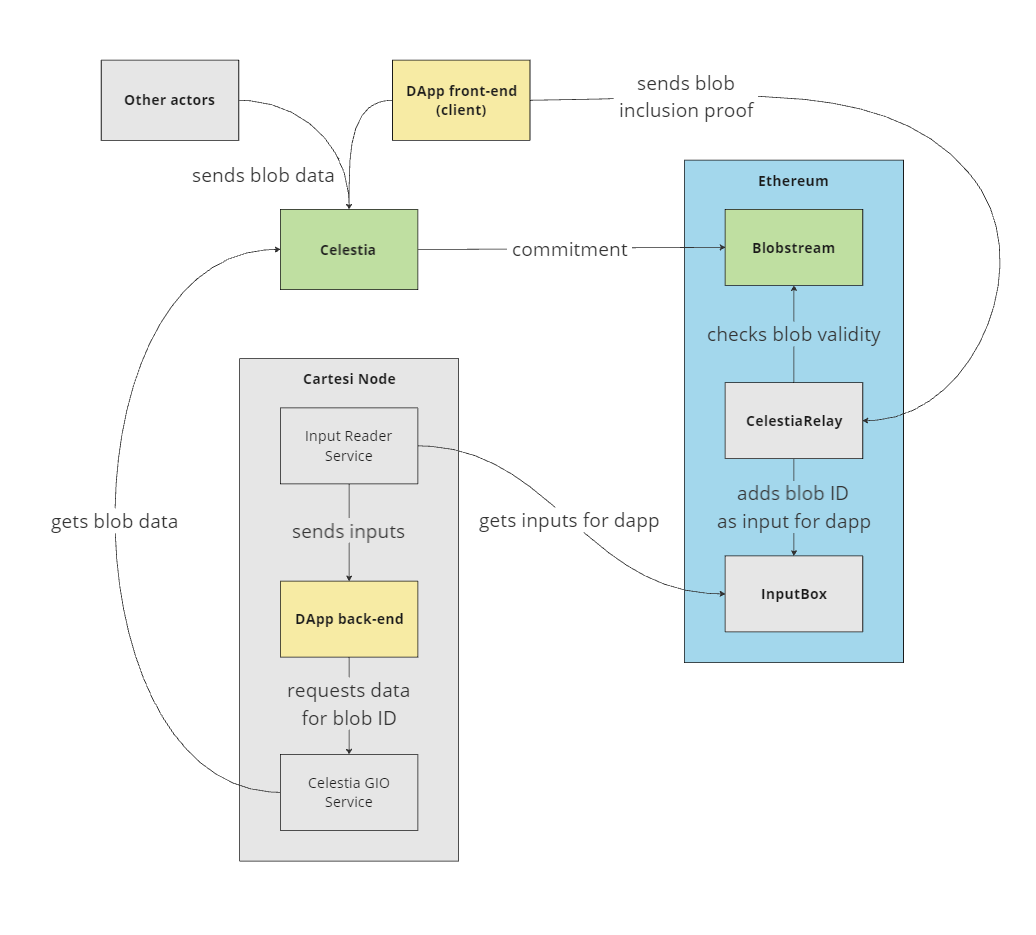 Other actors
DApp front-end
(client)
sends blob
inclusion proof
sends blob data
Ethereum
Celestia
commitment
Blobstream
checks blob validity
Cartesi Node
Input Reader
Service
CelestiaRelay
gets blob data
sends inputs
gets inputs for dapp
adds blob ID
as input for dapp
DApp back-end
InputBox
requests data
for blob ID
Celestia GIO
Service